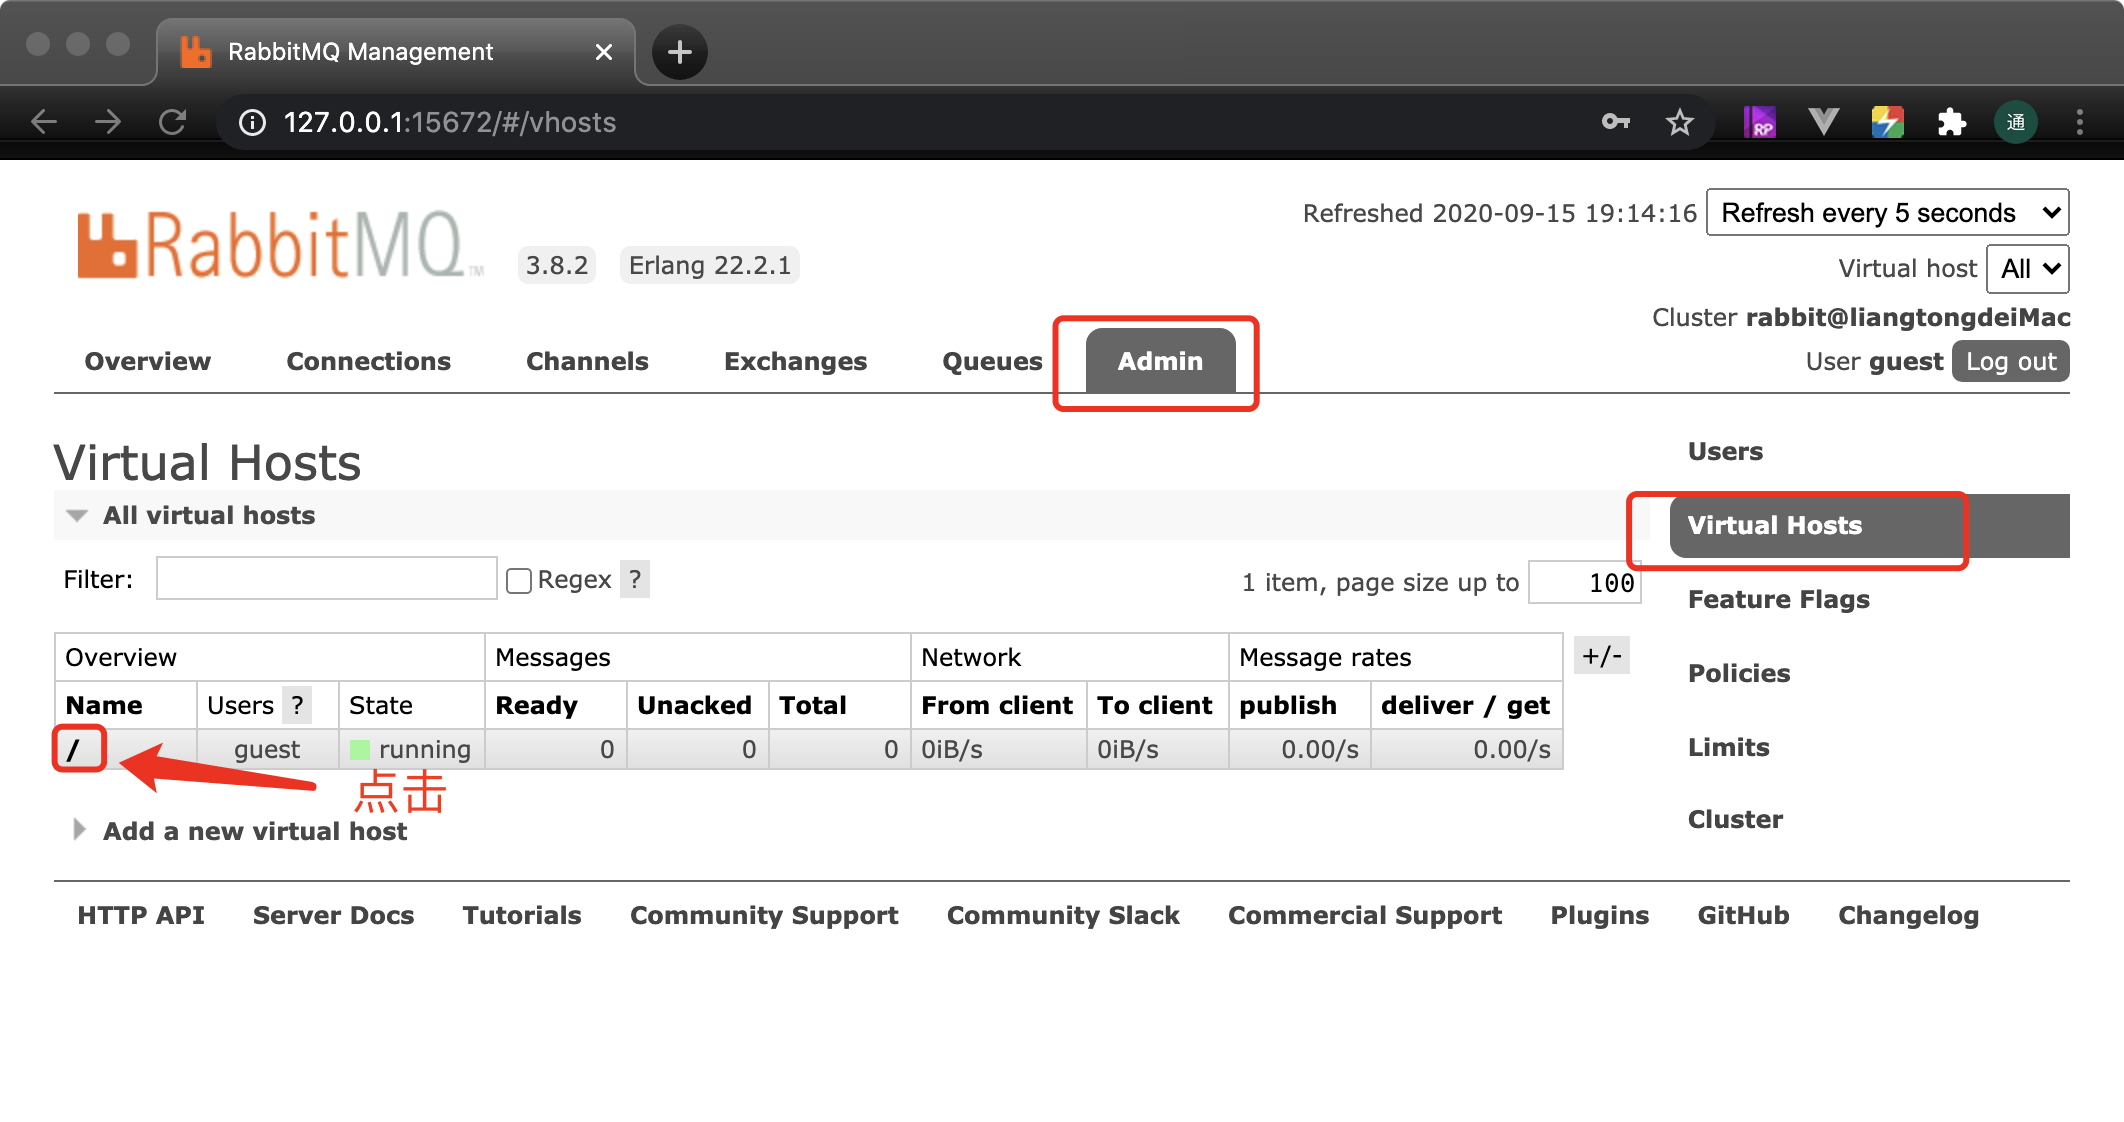 RabbitMQ Management
127.0.0.1:15672/#/vhosts
RP
通
RabbitMQ TM 3.8.2 Erlang 22.2.1
Refreshed 2020-09-15 19:14:16 Refresh every 5 seconds
Virtual host All
Cluster rabbit@liangtongdeiMac
User guest Log out
Overview Connections Channels Exchanges Queues Admin
Virtual Hosts
All virtual hosts
Filter: Regex ? 1 item, page size up to 100
Overview Messages Network Message rates +/-
Name Users ? State Ready Unacked Total From client To client publish deliver / get
/ guest running 0 0 0 0iB/s 0iB/s 0.00/s 0.00/s
点击
Add a new virtual host
Users
Virtual Hosts
Feature Flags
Policies
Limits
Cluster
HTTP API Server Docs Tutorials Community Support Community Slack Commercial Support Plugins GitHub Changelog